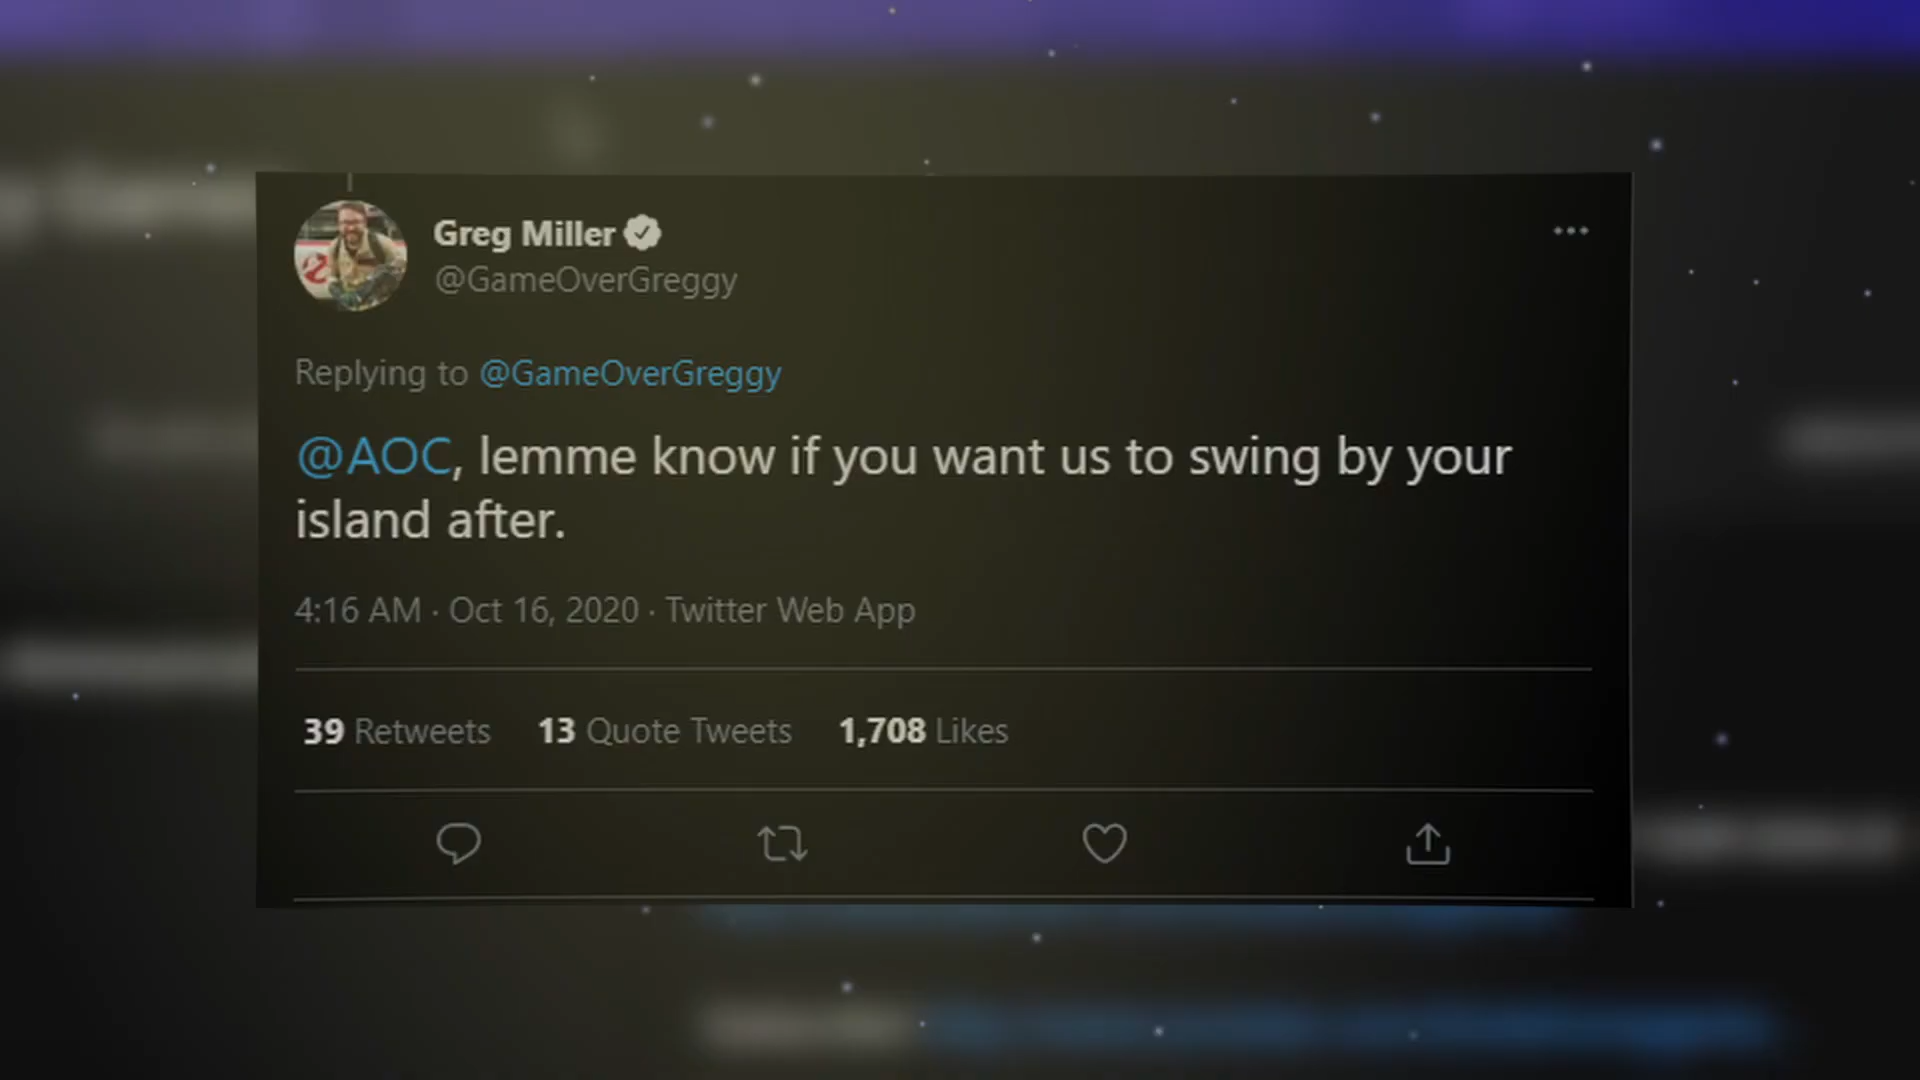 Greg Miller
@GameOverGreggy
Replying to @GameOverGreggy
@AOC, lemme know if you want us to swing by your
island after.
4:16 AM · Oct 16, 2020 · Twitter Web App
39 Retweets 13 Quote Tweets 1,708 Likes